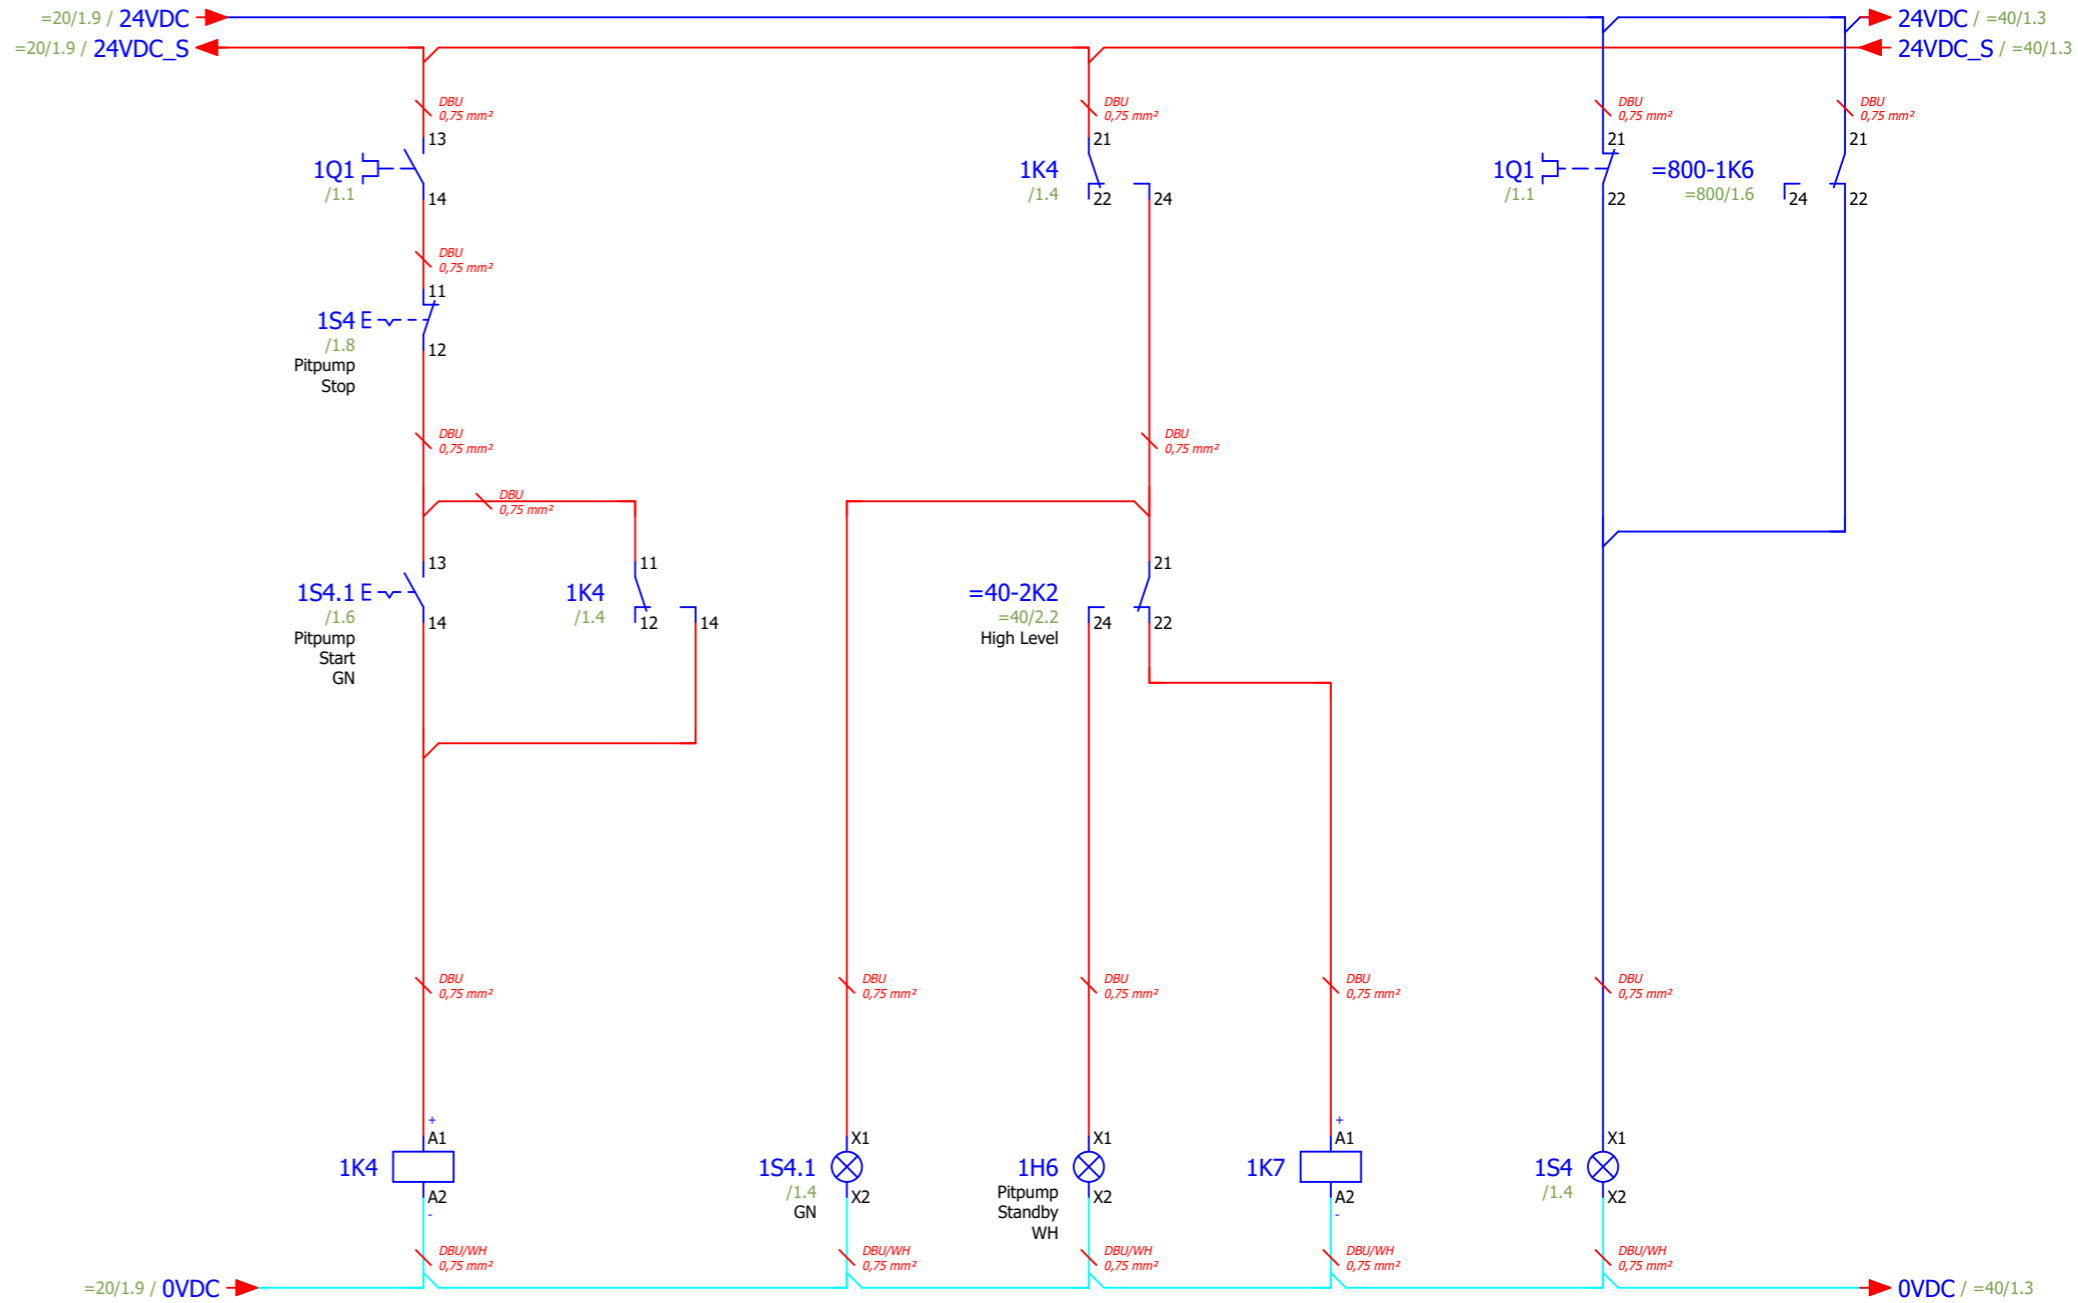 =20/1.9 / 24VDC
24VDC / =40/1.3
=20/1.9 / 24VDC_S
24VDC_S / =40/1.3
DBU
0,75 mm²
DBU
0,75 mm²
DBU
0,75 mm²
DBU
0,75 mm²
13
1Q1
/1.1
14
21
1K4
/1.4
22
24
21
1Q1
/1.1
22
21
=800-1K6
=800/1.6
24
22
DBU
0,75 mm²
11
1S4 E
/1.8
12
Pitpump
Stop
DBU
0,75 mm²
DBU
0,75 mm²
DBU
0,75 mm²
13
1S4.1 E
/1.6
14
Pitpump
Start
GN
11
1K4
/1.4
12
14
21
=40-2K2
=40/2.2
24
22
High Level
DBU
0,75 mm²
DBU
0,75 mm²
DBU
0,75 mm²
DBU
0,75 mm²
DBU
0,75 mm²
+
A1
1K4
A2
-
X1
1S4.1
/1.4
X2
GN
X1
1H6
X2
Pitpump
Standby
WH
+
A1
1K7
A2
-
X1
1S4
/1.4
X2
DBU/WH
0,75 mm²
DBU/WH
0,75 mm²
DBU/WH
0,75 mm²
DBU/WH
0,75 mm²
DBU/WH
0,75 mm²
=20/1.9 / 0VDC
0VDC / =40/1.3